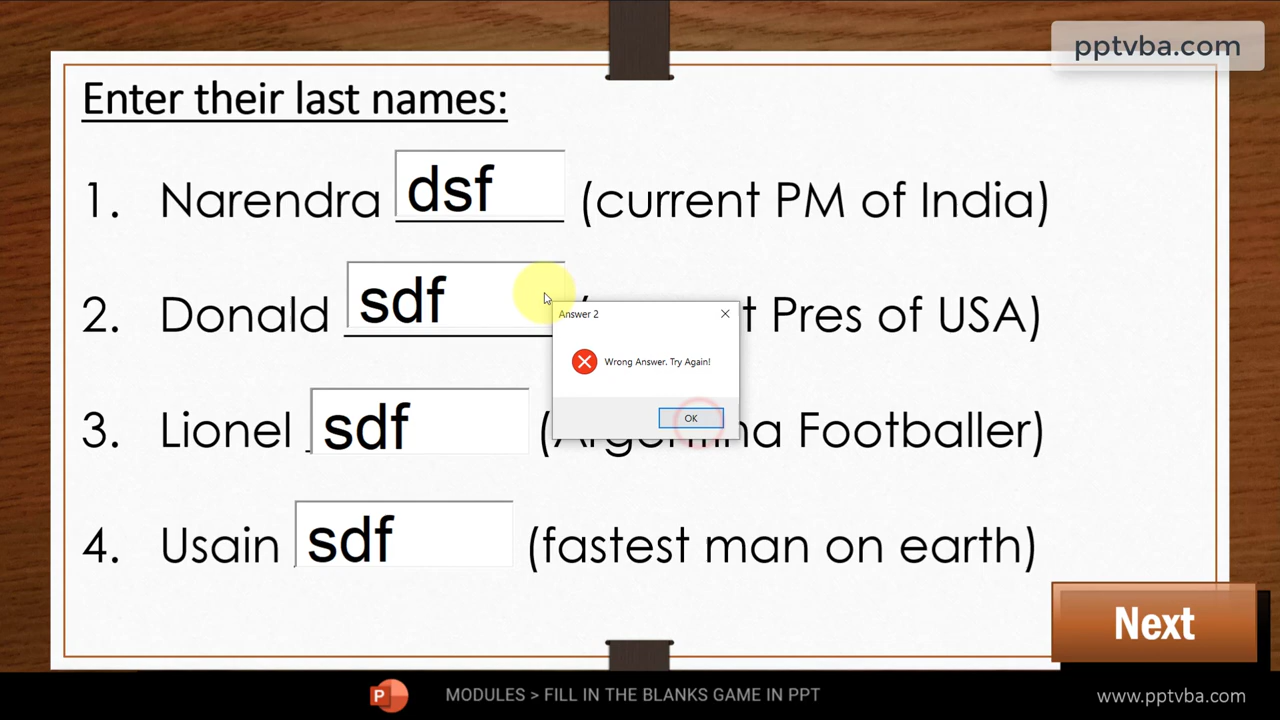 pptvba.com
Enter their last names:
1. Narendra dsf (current PM of India)
2. Donald sdf t Pres of USA)
Answer 2
Wrong Answer. Try Again!
OK
3. Lionel sdf (Argentina Footballer)
4. Usain sdf (fastest man on earth)
Next
P
MODULES > FILL IN THE BLANKS GAME IN PPT
www.pptvba.com